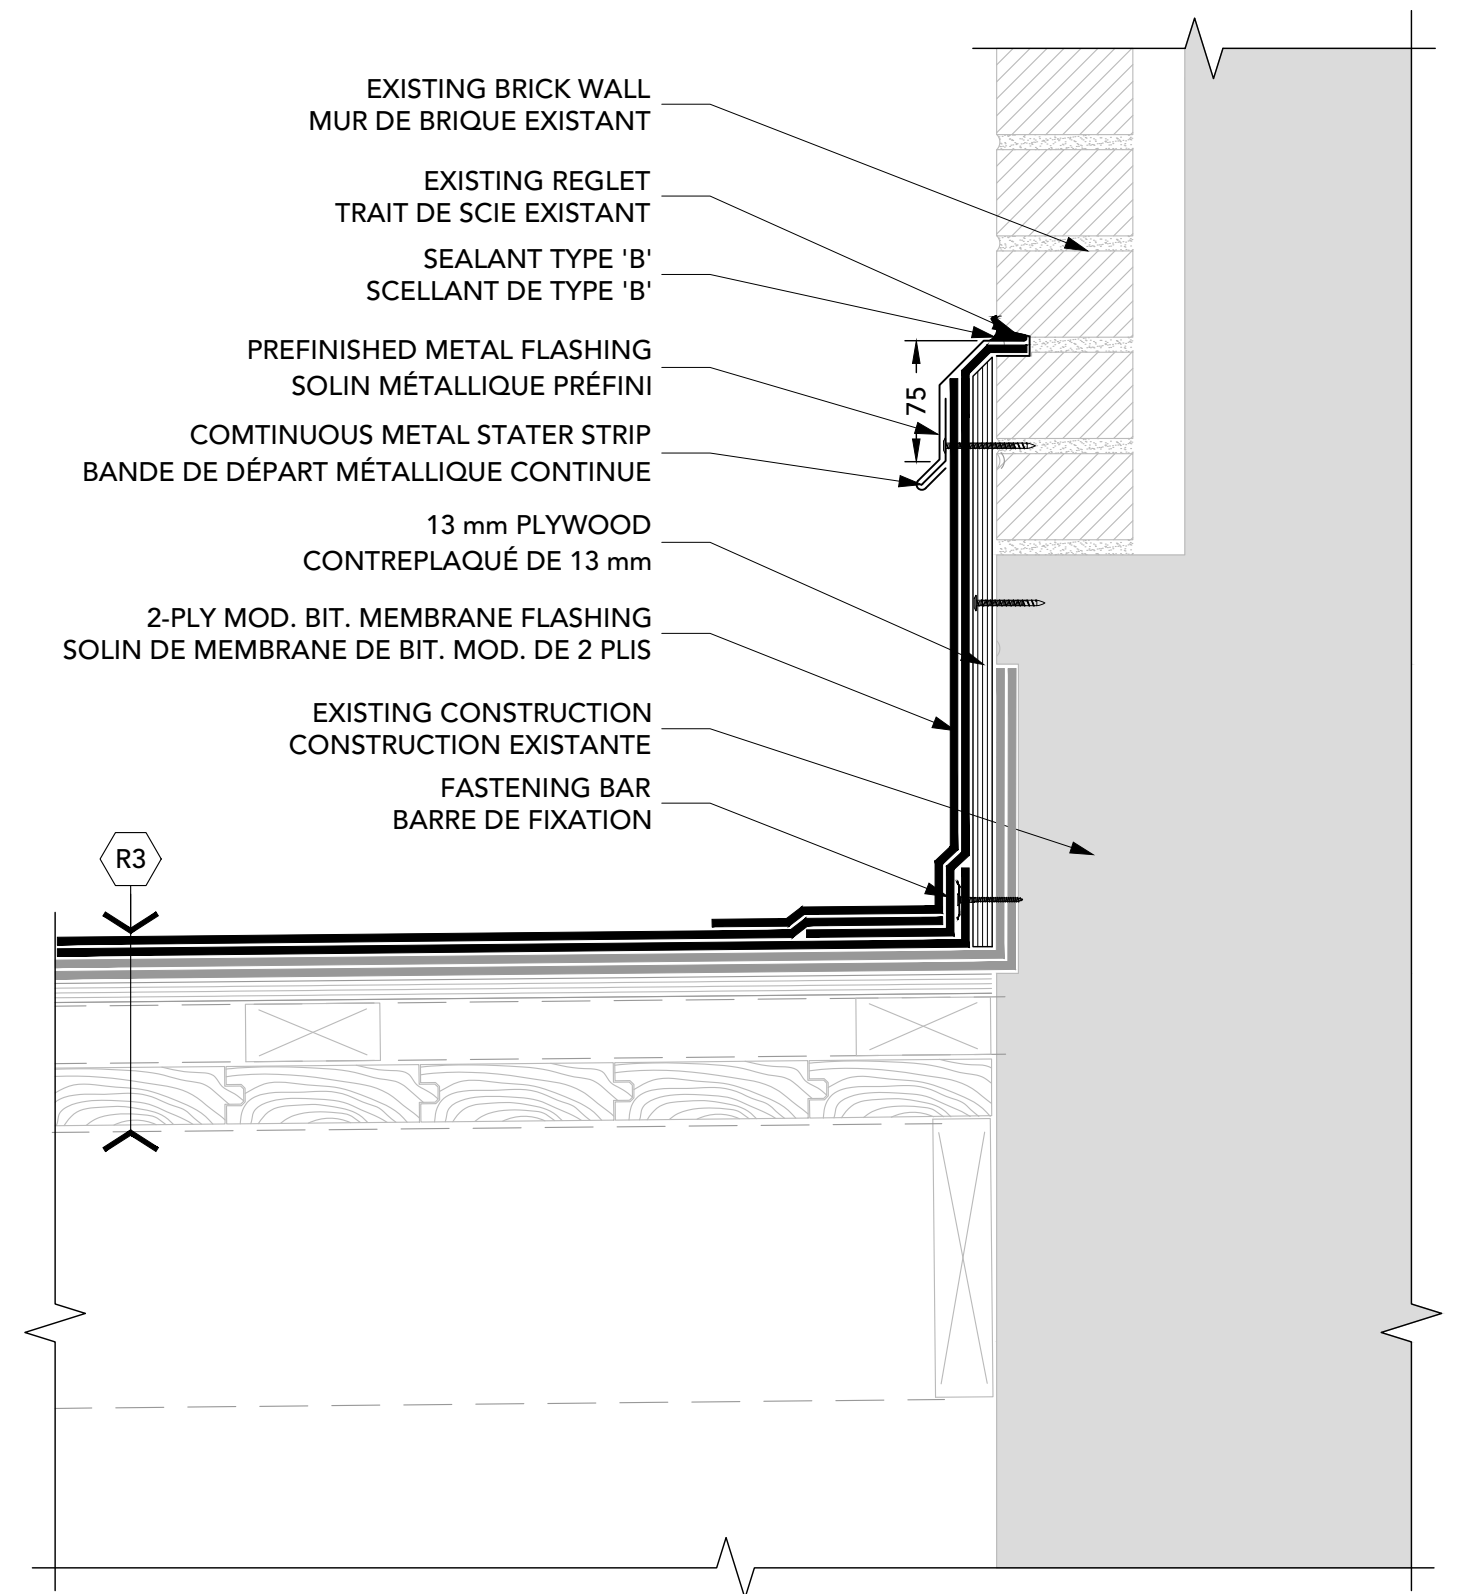 EXISTING BRICK WALL
MUR DE BRIQUE EXISTANT
EXISTING REGLET
TRAIT DE SCIE EXISTANT
SEALANT TYPE 'B'
SCELLANT DE TYPE 'B'
PREFINISHED METAL FLASHING
SOLIN MÉTALLIQUE PRÉFINI
75
COMTINUOUS METAL STATER STRIP
BANDE DE DÉPART MÉTALLIQUE CONTINUE
13 mm PLYWOOD
CONTREPLAQUÉ DE 13 mm
2-PLY MOD. BIT. MEMBRANE FLASHING
SOLIN DE MEMBRANE DE BIT. MOD. DE 2 PLIS
EXISTING CONSTRUCTION
CONSTRUCTION EXISTANTE
FASTENING BAR
BARRE DE FIXATION
R3